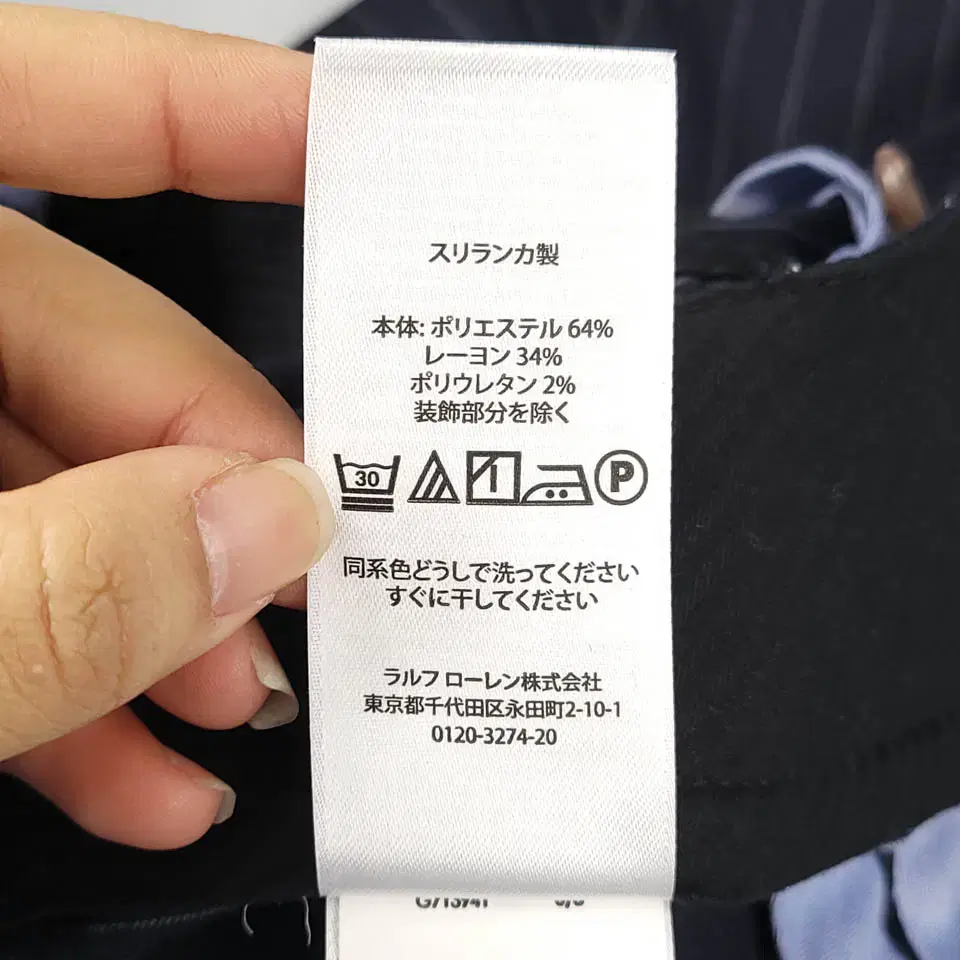 スリランカ製
本体: ポリエステル 64%
レーヨン 34%
ポリウレタン 2%
装飾部分を除く
30 P
同系色どうしで洗ってください
すぐに干してください
ラルフ ローレン株式会社
東京都千代田区永田町2-10-1
0120-3274-20